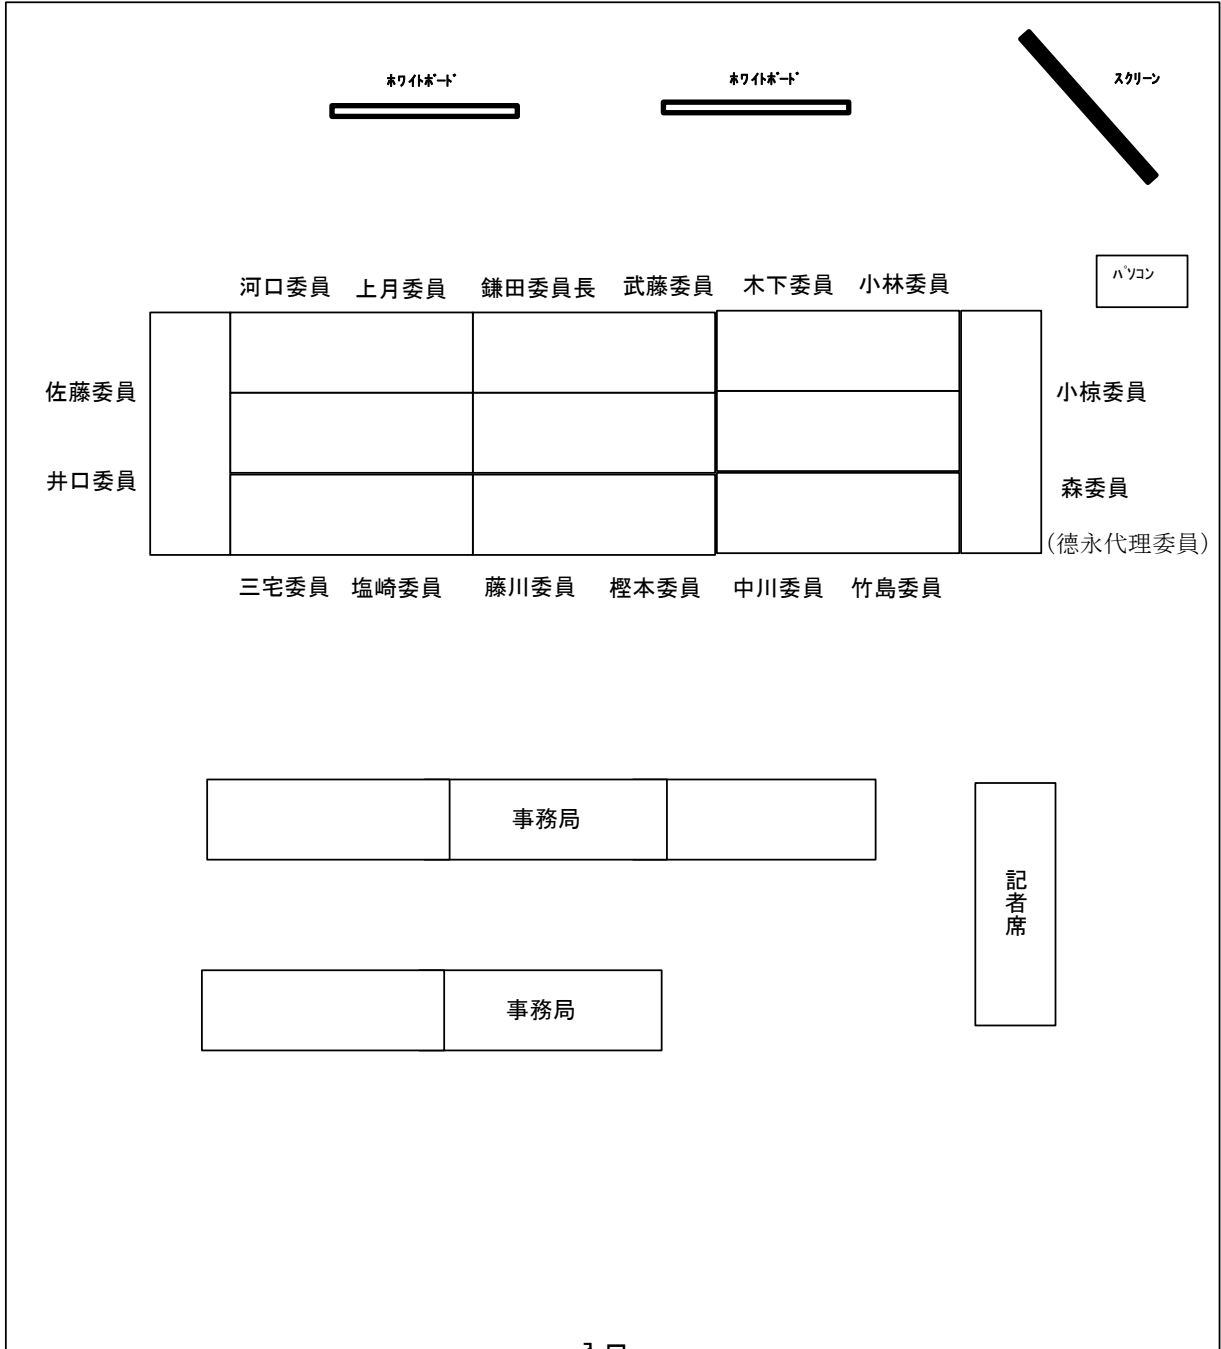 ﾎﾜｲﾄﾎﾞｰﾄﾞ ﾎﾜｲﾄﾎﾞｰﾄﾞ ｽｸﾘｰﾝ
ﾊﾟｿｺﾝ
河口委員 上月委員 鎌田委員長 武藤委員 木下委員 小林委員
佐藤委員 小椋委員
井口委員 森委員
(德永代理委員)
三宅委員 塩崎委員 藤川委員 樫本委員 中川委員 竹島委員
事務局
記者席
事務局
入口